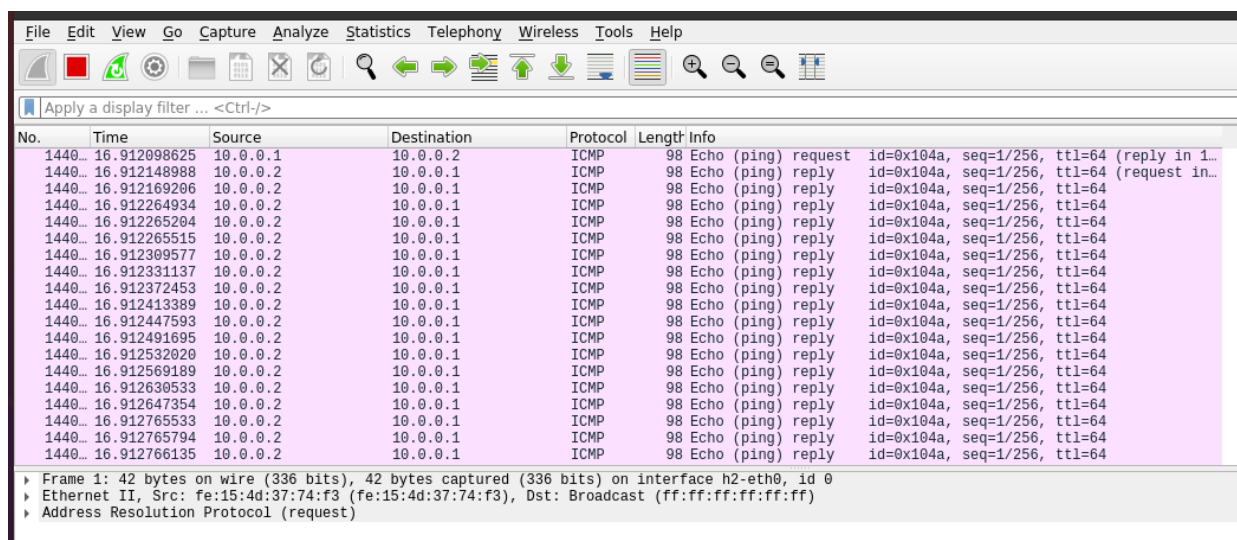 File Edit View Go Capture Analyze Statistics Telephony Wireless Tools Help
Apply a display filter ... <Ctrl-/>
No. Time Source Destination Protocol Length Info
1440… 16.912098625 10.0.0.1 10.0.0.2 ICMP 98 Echo (ping) request id=0x104a, seq=1/256, ttl=64 (reply in 1…
1440… 16.912148988 10.0.0.2 10.0.0.1 ICMP 98 Echo (ping) reply id=0x104a, seq=1/256, ttl=64 (request in…
1440… 16.912169206 10.0.0.2 10.0.0.1 ICMP 98 Echo (ping) reply id=0x104a, seq=1/256, ttl=64
1440… 16.912264934 10.0.0.2 10.0.0.1 ICMP 98 Echo (ping) reply id=0x104a, seq=1/256, ttl=64
1440… 16.912265204 10.0.0.2 10.0.0.1 ICMP 98 Echo (ping) reply id=0x104a, seq=1/256, ttl=64
1440… 16.912265515 10.0.0.2 10.0.0.1 ICMP 98 Echo (ping) reply id=0x104a, seq=1/256, ttl=64
1440… 16.912309577 10.0.0.2 10.0.0.1 ICMP 98 Echo (ping) reply id=0x104a, seq=1/256, ttl=64
1440… 16.912331137 10.0.0.2 10.0.0.1 ICMP 98 Echo (ping) reply id=0x104a, seq=1/256, ttl=64
1440… 16.912372453 10.0.0.2 10.0.0.1 ICMP 98 Echo (ping) reply id=0x104a, seq=1/256, ttl=64
1440… 16.912413389 10.0.0.2 10.0.0.1 ICMP 98 Echo (ping) reply id=0x104a, seq=1/256, ttl=64
1440… 16.912447593 10.0.0.2 10.0.0.1 ICMP 98 Echo (ping) reply id=0x104a, seq=1/256, ttl=64
1440… 16.912491695 10.0.0.2 10.0.0.1 ICMP 98 Echo (ping) reply id=0x104a, seq=1/256, ttl=64
1440… 16.912532020 10.0.0.2 10.0.0.1 ICMP 98 Echo (ping) reply id=0x104a, seq=1/256, ttl=64
1440… 16.912569189 10.0.0.2 10.0.0.1 ICMP 98 Echo (ping) reply id=0x104a, seq=1/256, ttl=64
1440… 16.912630533 10.0.0.2 10.0.0.1 ICMP 98 Echo (ping) reply id=0x104a, seq=1/256, ttl=64
1440… 16.912647354 10.0.0.2 10.0.0.1 ICMP 98 Echo (ping) reply id=0x104a, seq=1/256, ttl=64
1440… 16.912765533 10.0.0.2 10.0.0.1 ICMP 98 Echo (ping) reply id=0x104a, seq=1/256, ttl=64
1440… 16.912765794 10.0.0.2 10.0.0.1 ICMP 98 Echo (ping) reply id=0x104a, seq=1/256, ttl=64
1440… 16.912766135 10.0.0.2 10.0.0.1 ICMP 98 Echo (ping) reply id=0x104a, seq=1/256, ttl=64
Frame 1: 42 bytes on wire (336 bits), 42 bytes captured (336 bits) on interface h2-eth0, id 0
Ethernet II, Src: fe:15:4d:37:74:f3 (fe:15:4d:37:74:f3), Dst: Broadcast (ff:ff:ff:ff:ff:ff)
Address Resolution Protocol (request)